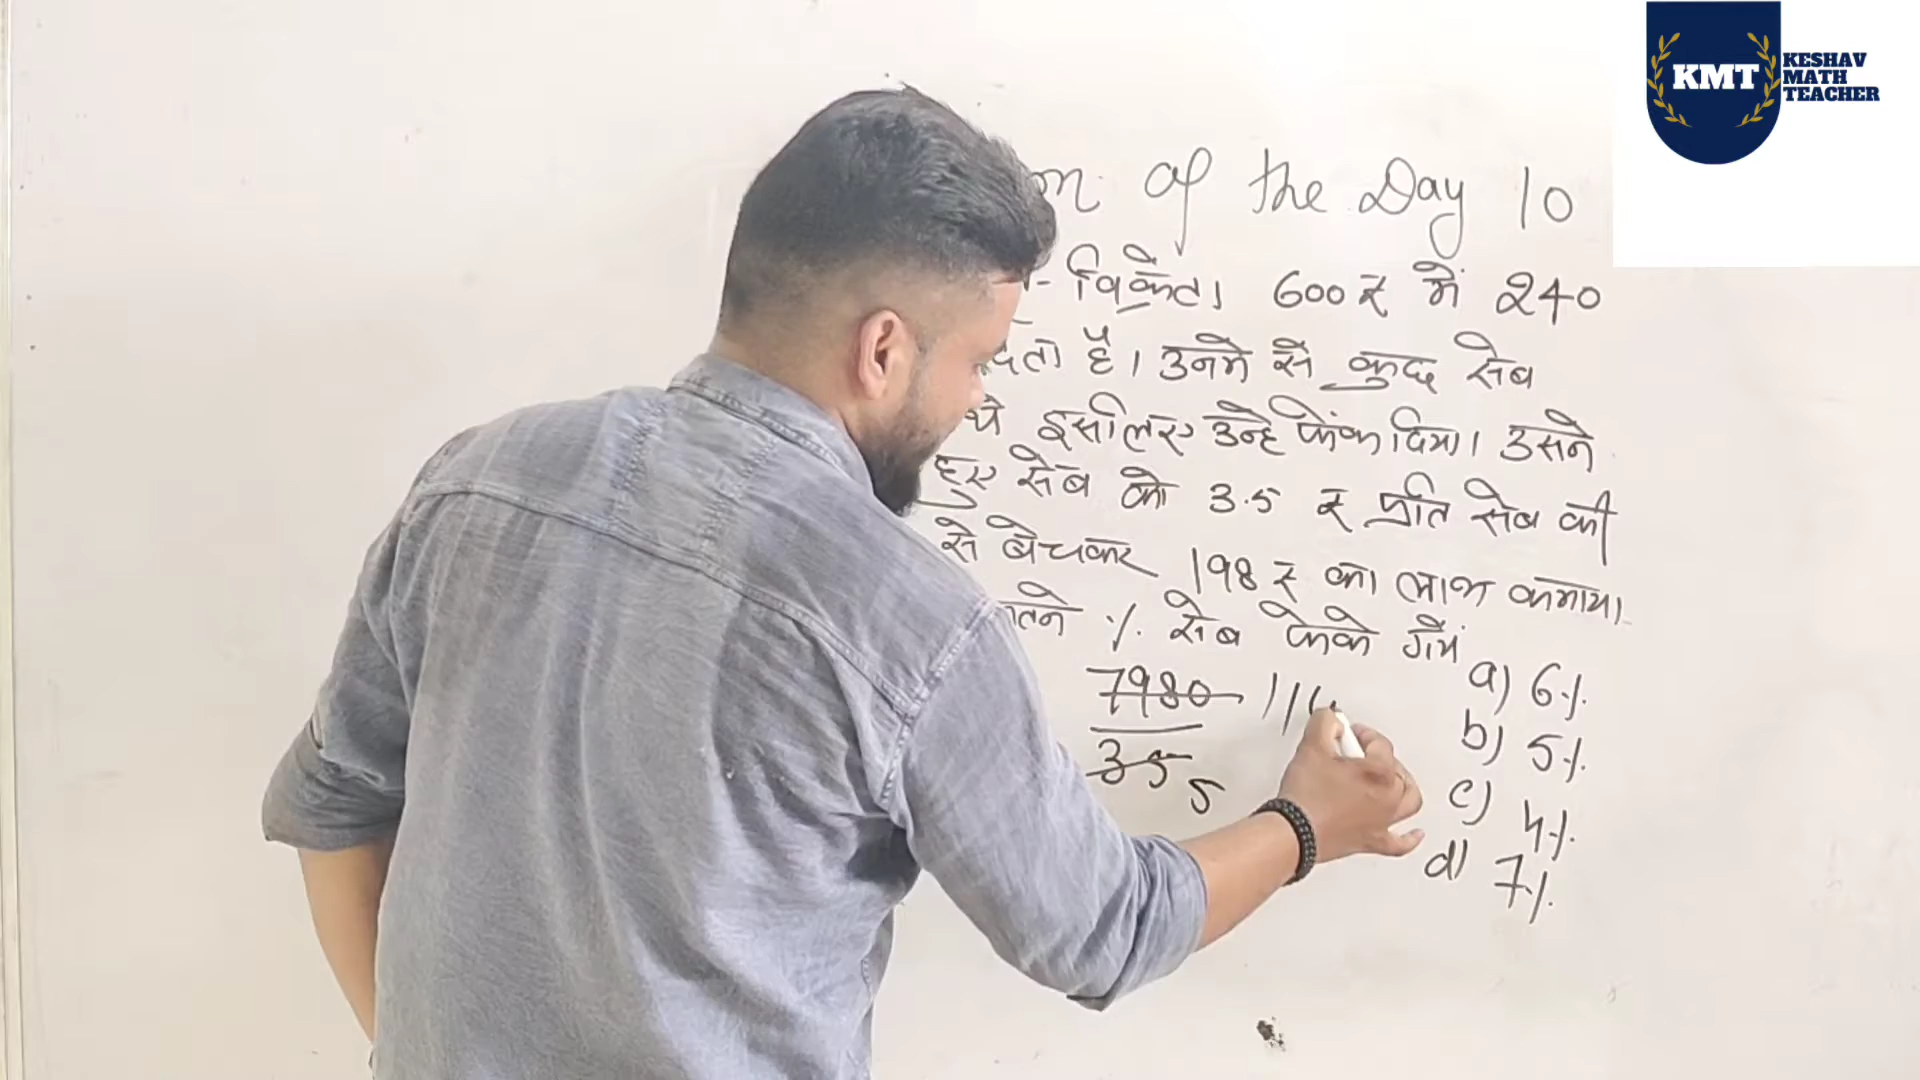 KMT
KESHAV
MATH
TEACHER
of the Day 10
विक्रेता 600₹ में 240
है। उनमे से कुछ सेब
थे इसलिए उन्हे फेंक दिया। उसने
हुए सेब को 3.5 ₹ प्रति सेब की
से बेचकर 198₹ का लाभ कमाया।
% सेब फेके गये
7980
35
5
a) 6%
b) 5%
c) 4%
d) 7%